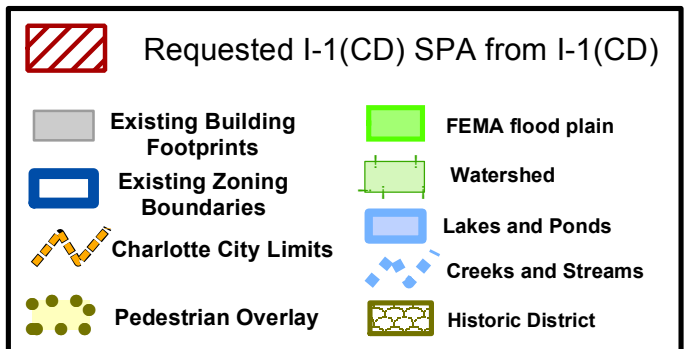 Requested I-1(CD) SPA from I-1(CD)
Existing Building
Footprints
Existing Zoning
Boundaries
Charlotte City Limits
Pedestrian Overlay
FEMA flood plain
Watershed
Lakes and Ponds
Creeks and Streams
Historic District